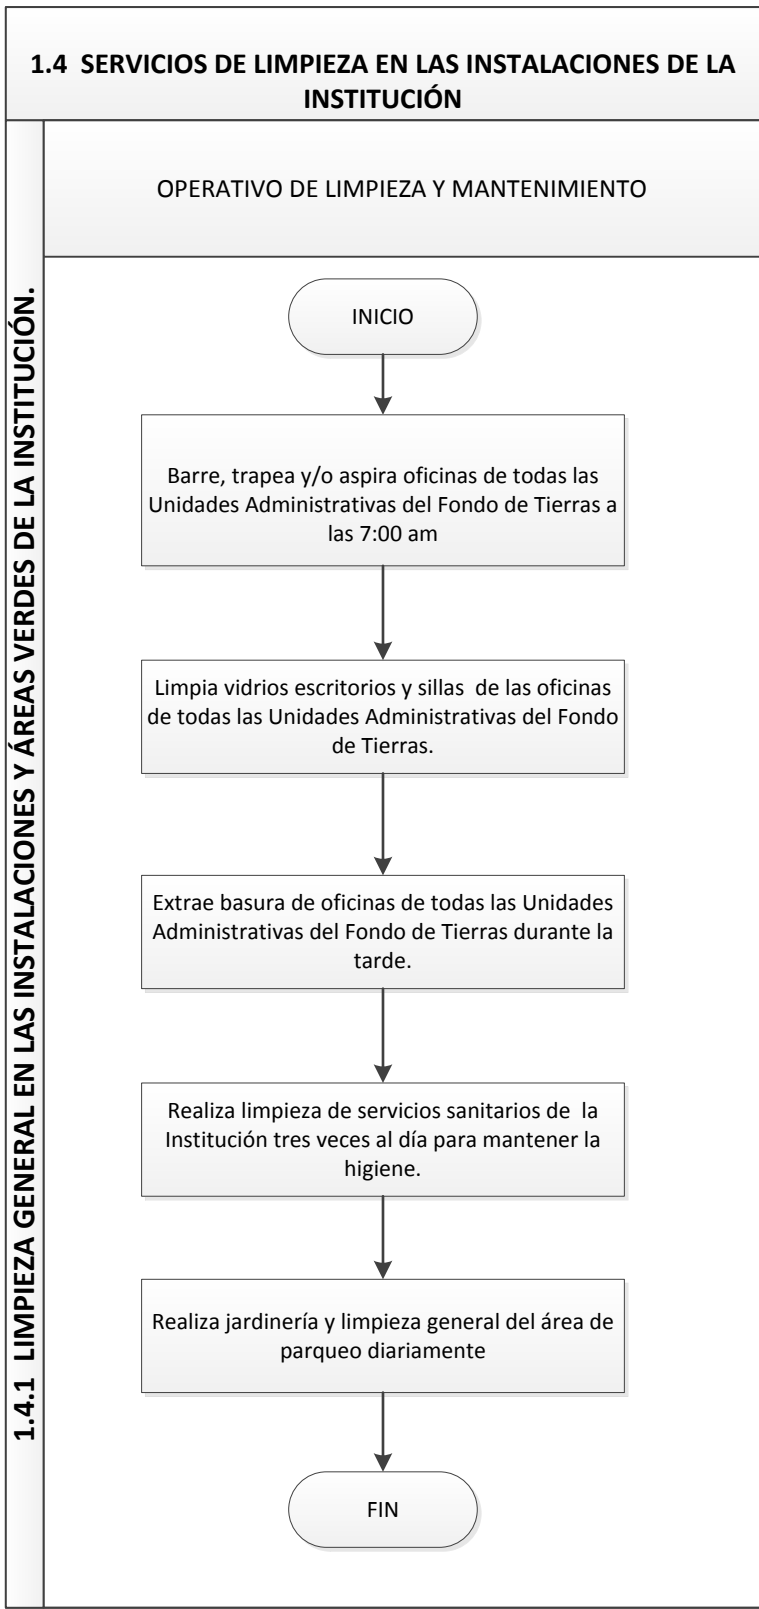 1.4 SERVICIOS DE LIMPIEZA EN LAS INSTALACIONES DE LA
INSTITUCIÓN
OPERATIVO DE LIMPIEZA Y MANTENIMIENTO
1.4.1 LIMPIEZA GENERAL EN LAS INSTALACIONES Y ÁREAS VERDES DE LA INSTITUCIÓN.
INICIO
Barre, trapea y/o aspira oficinas de todas las
Unidades Administrativas del Fondo de Tierras a
las 7:00 am
Limpia vidrios escritorios y sillas de las oficinas
de todas las Unidades Administrativas del Fondo
de Tierras.
Extrae basura de oficinas de todas las Unidades
Administrativas del Fondo de Tierras durante la
tarde.
Realiza limpieza de servicios sanitarios de la
Institución tres veces al día para mantener la
higiene.
Realiza jardinería y limpieza general del área de
parqueo diariamente
FIN